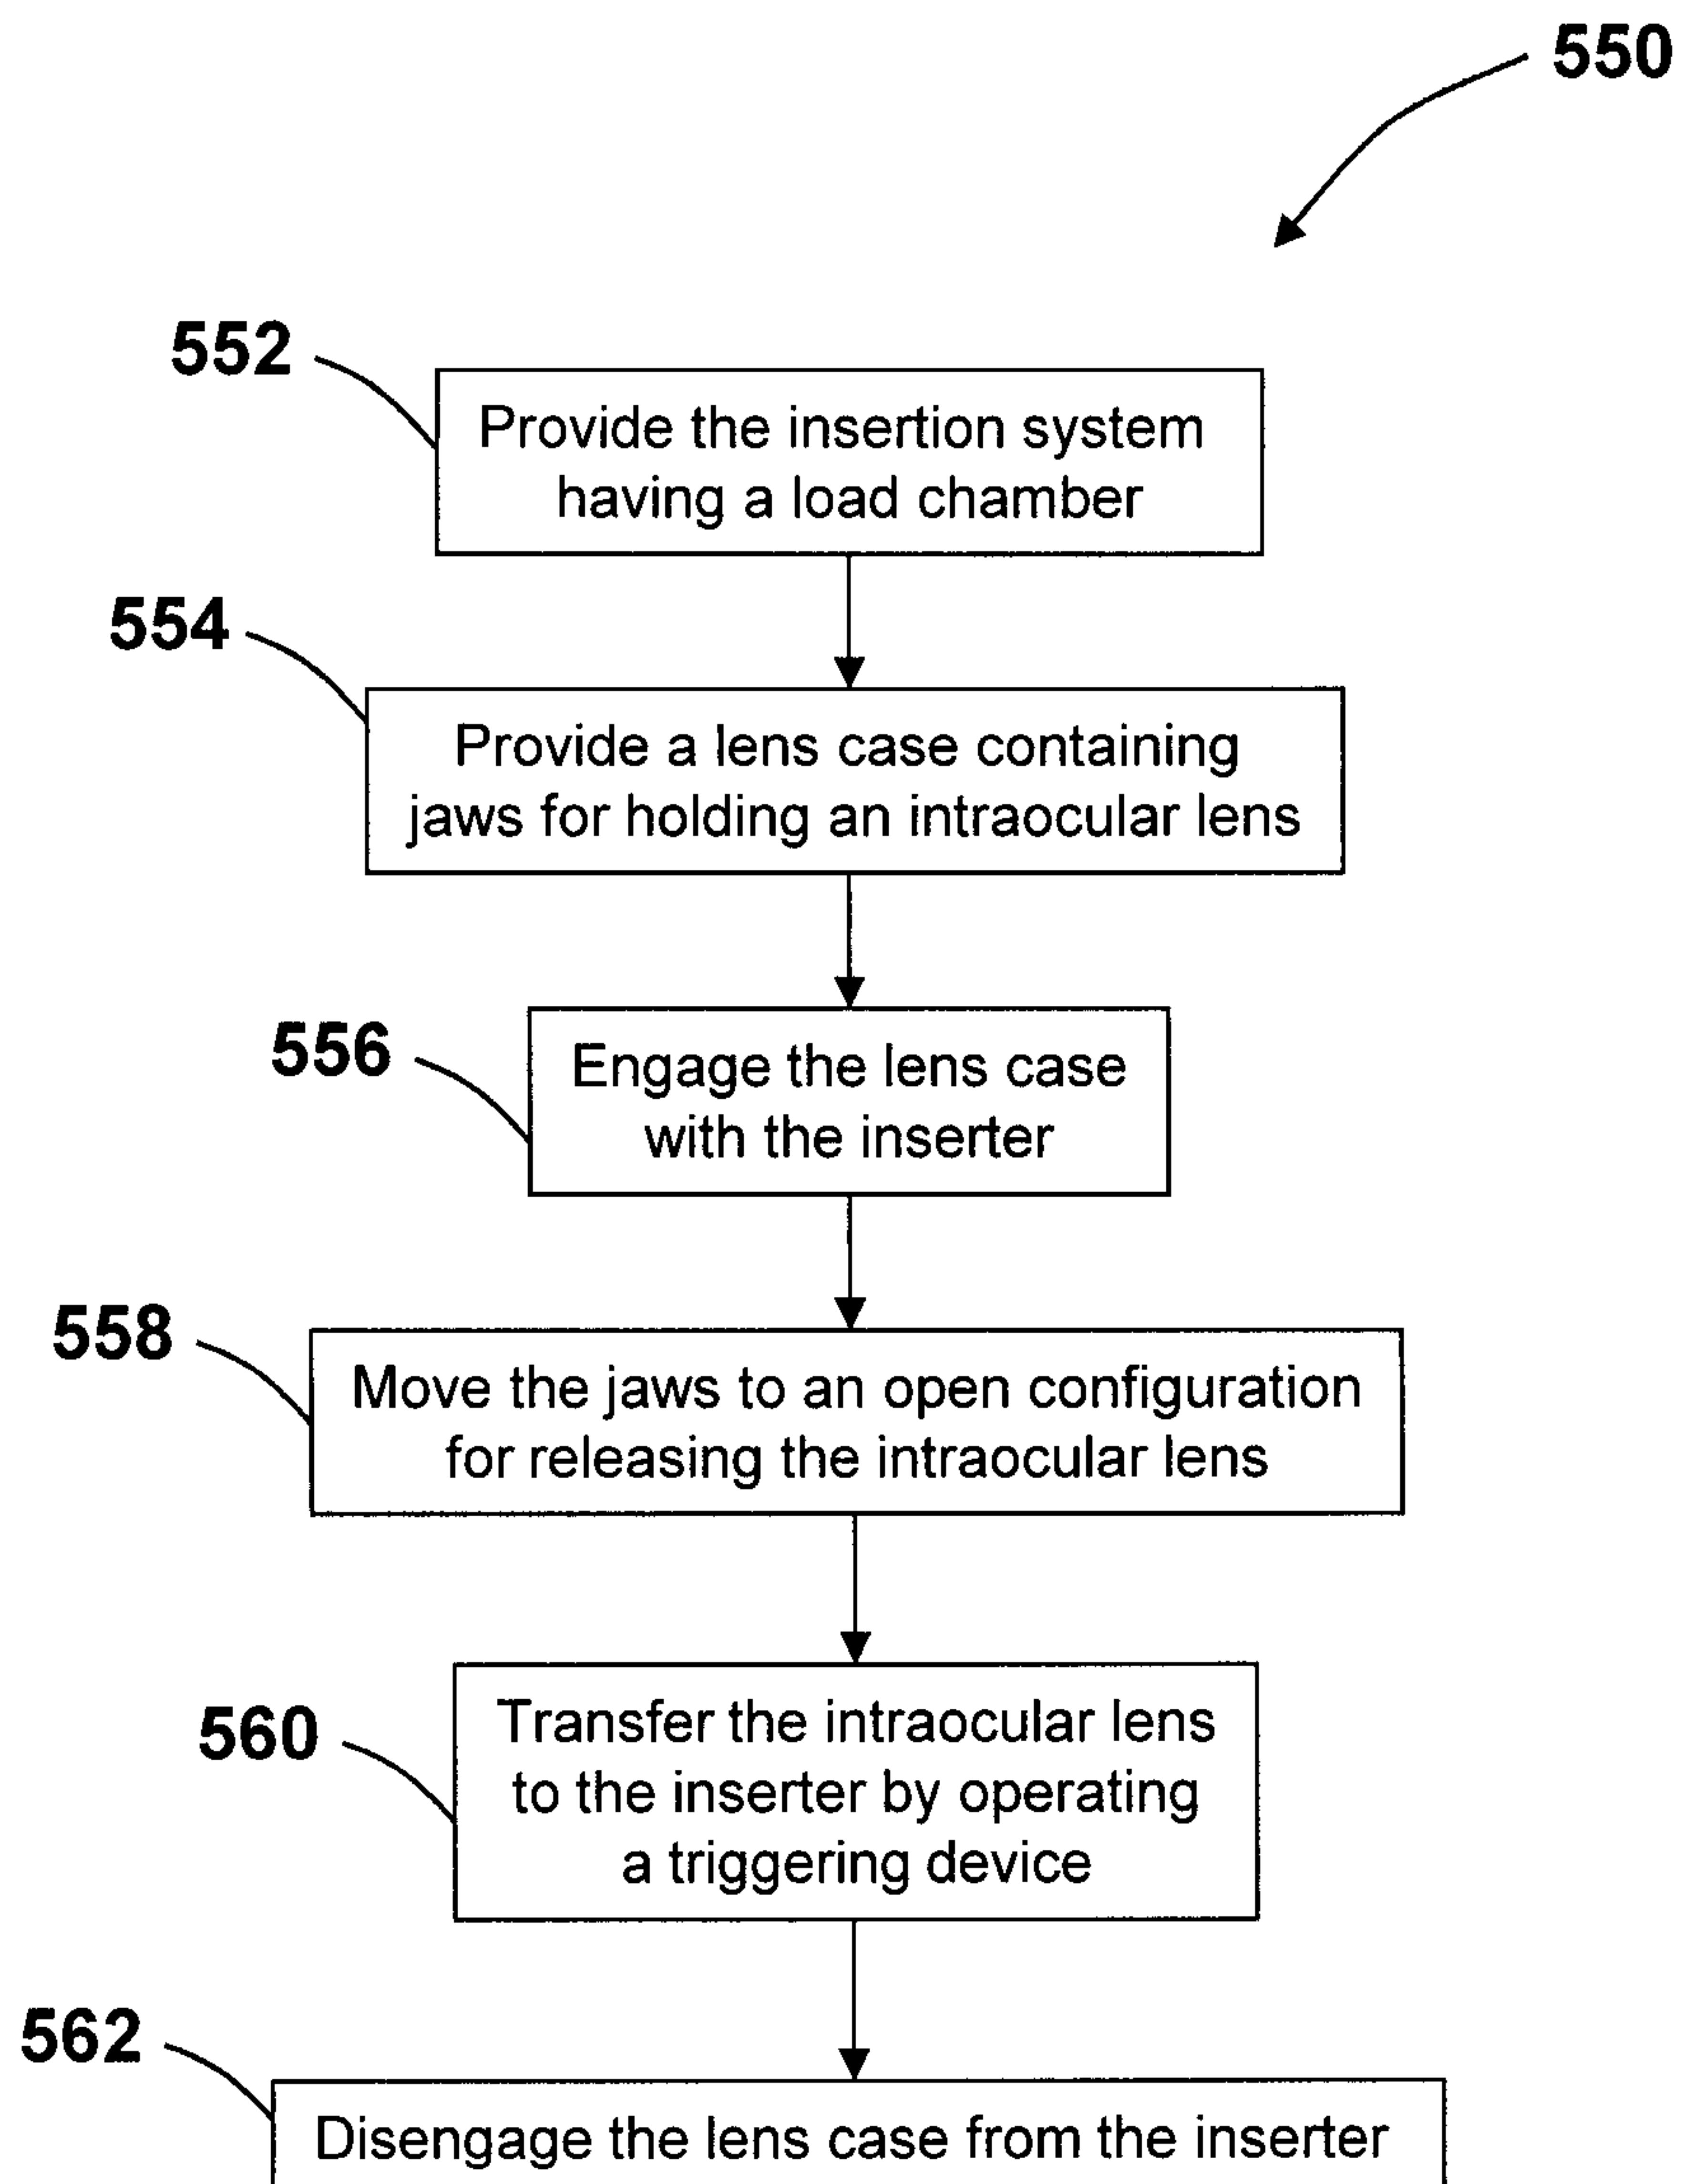 550
552
Provide the insertion system
having a load chamber
554
Provide a lens case containing
jaws for holding an intraocular lens
556
Engage the lens case
with the inserter
558
Move the jaws to an open configuration
for releasing the intraocular lens
560
Transfer the intraocular lens
to the inserter by operating
a triggering device
562
Disengage the lens case from the inserter